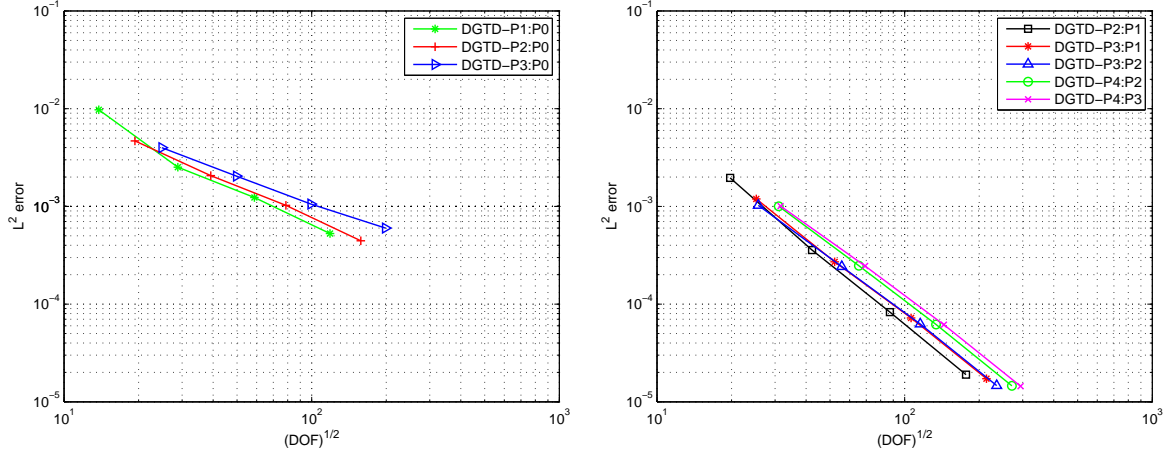 10^{-1}
10^{-2}
10^{-3}
10^{-4}
10^{-5}
L^2 error
10^1
10^2
10^3
(DOF)^{1/2}
DGTD-P1:P0
DGTD-P2:P0
DGTD-P3:P0
10^{-1}
10^{-2}
10^{-3}
10^{-4}
10^{-5}
L^2 error
10^1
10^2
10^3
(DOF)^{1/2}
DGTD-P2:P1
DGTD-P3:P1
DGTD-P3:P2
DGTD-P4:P2
DGTD-P4:P3